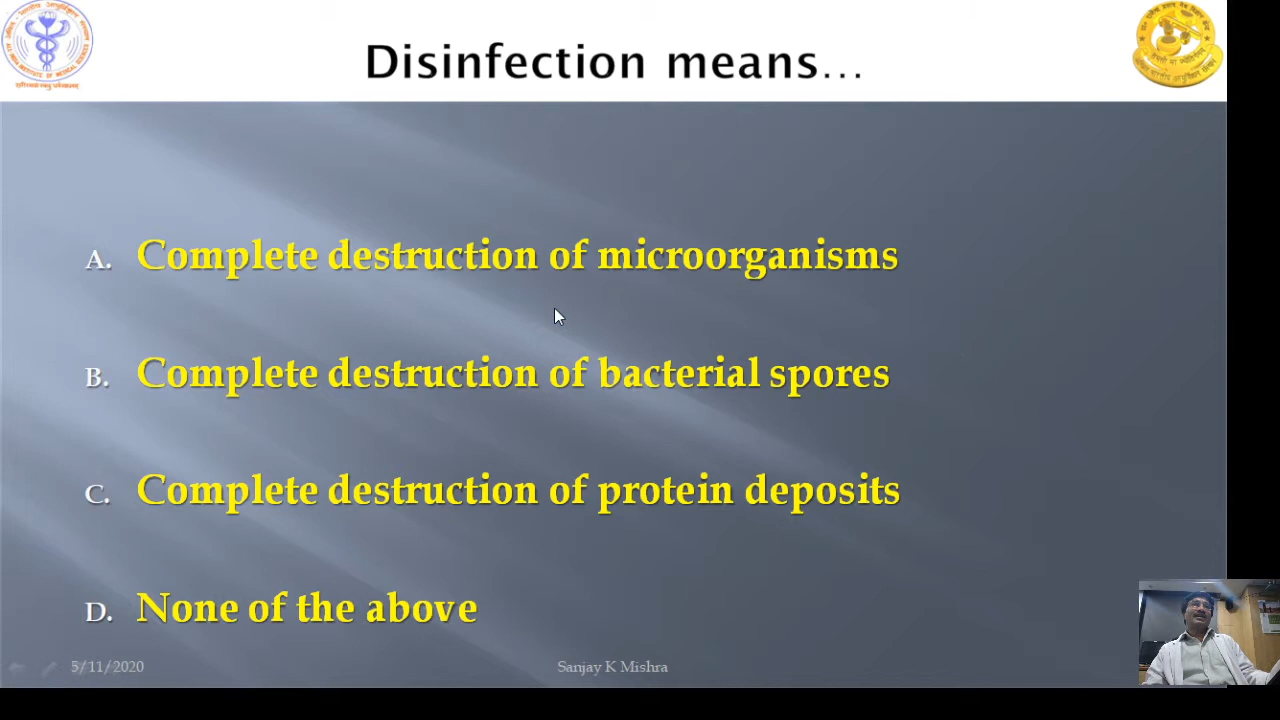 Disinfection means...
A. Complete destruction of microorganisms
B. Complete destruction of bacterial spores
C. Complete destruction of protein deposits
D. None of the above
5/11/2020 Sanjay K Mishra